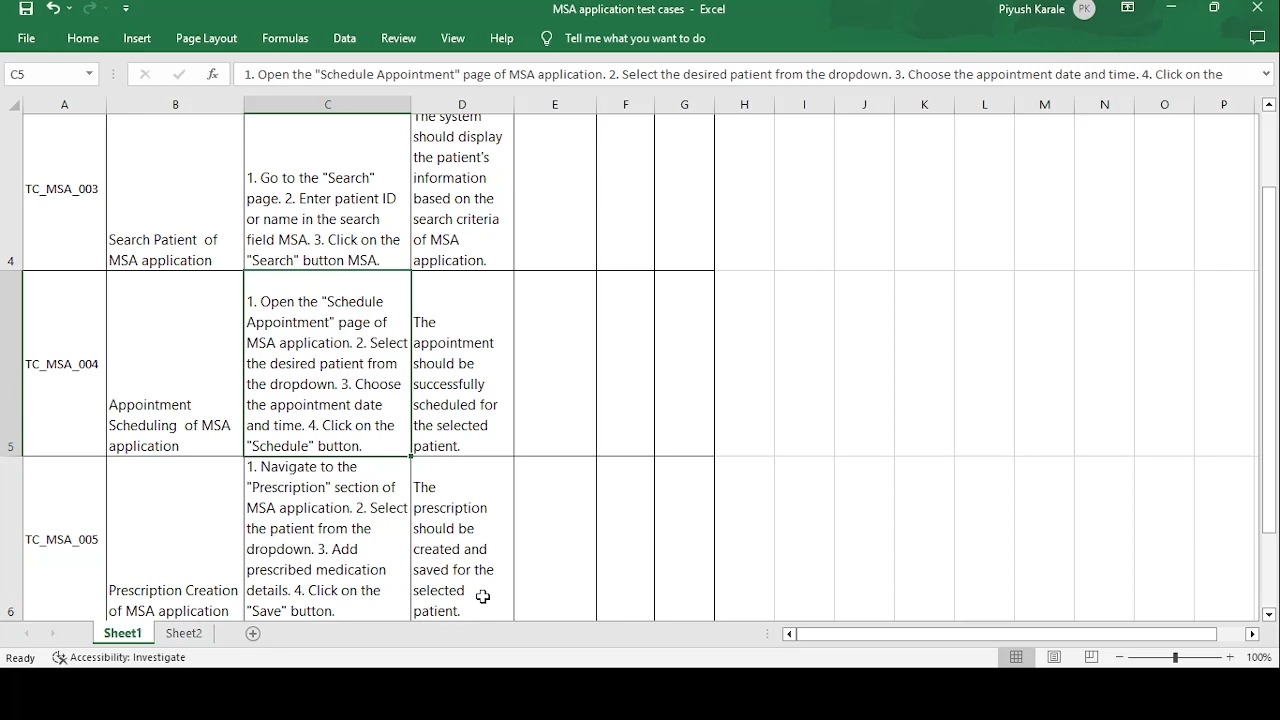 MSA application test cases - Excel
Piyush Karale PK
File Home Insert Page Layout Formulas Data Review View Help Tell me what you want to do
C5 fx 1. Open the "Schedule Appointment" page of MSA application. 2. Select the desired patient from the dropdown. 3. Choose the appointment date and time. 4. Click on the
A B C D E F G H I J K L M N O P
4
TC_MSA_003
Search Patient of
MSA application
1. Go to the "Search"
page. 2. Enter patient ID
or name in the search
field MSA. 3. Click on the
"Search" button MSA.
The system
should display
the patient's
information
based on the
search criteria
of MSA
application.
5
TC_MSA_004
Appointment
Scheduling of MSA
application
1. Open the "Schedule
Appointment" page of
MSA application. 2. Select
the desired patient from
the dropdown. 3. Choose
the appointment date
and time. 4. Click on the
"Schedule" button.
The
appointment
should be
successfully
scheduled for
the selected
patient.
6
TC_MSA_005
Prescription Creation
of MSA application
1. Navigate to the
"Prescription" section of
MSA application. 2. Select
the patient from the
dropdown. 3. Add
prescribed medication
details. 4. Click on the
"Save" button.
The
prescription
should be
created and
saved for the
selected
patient.
Sheet1 Sheet2
Ready Accessibility: Investigate 100%